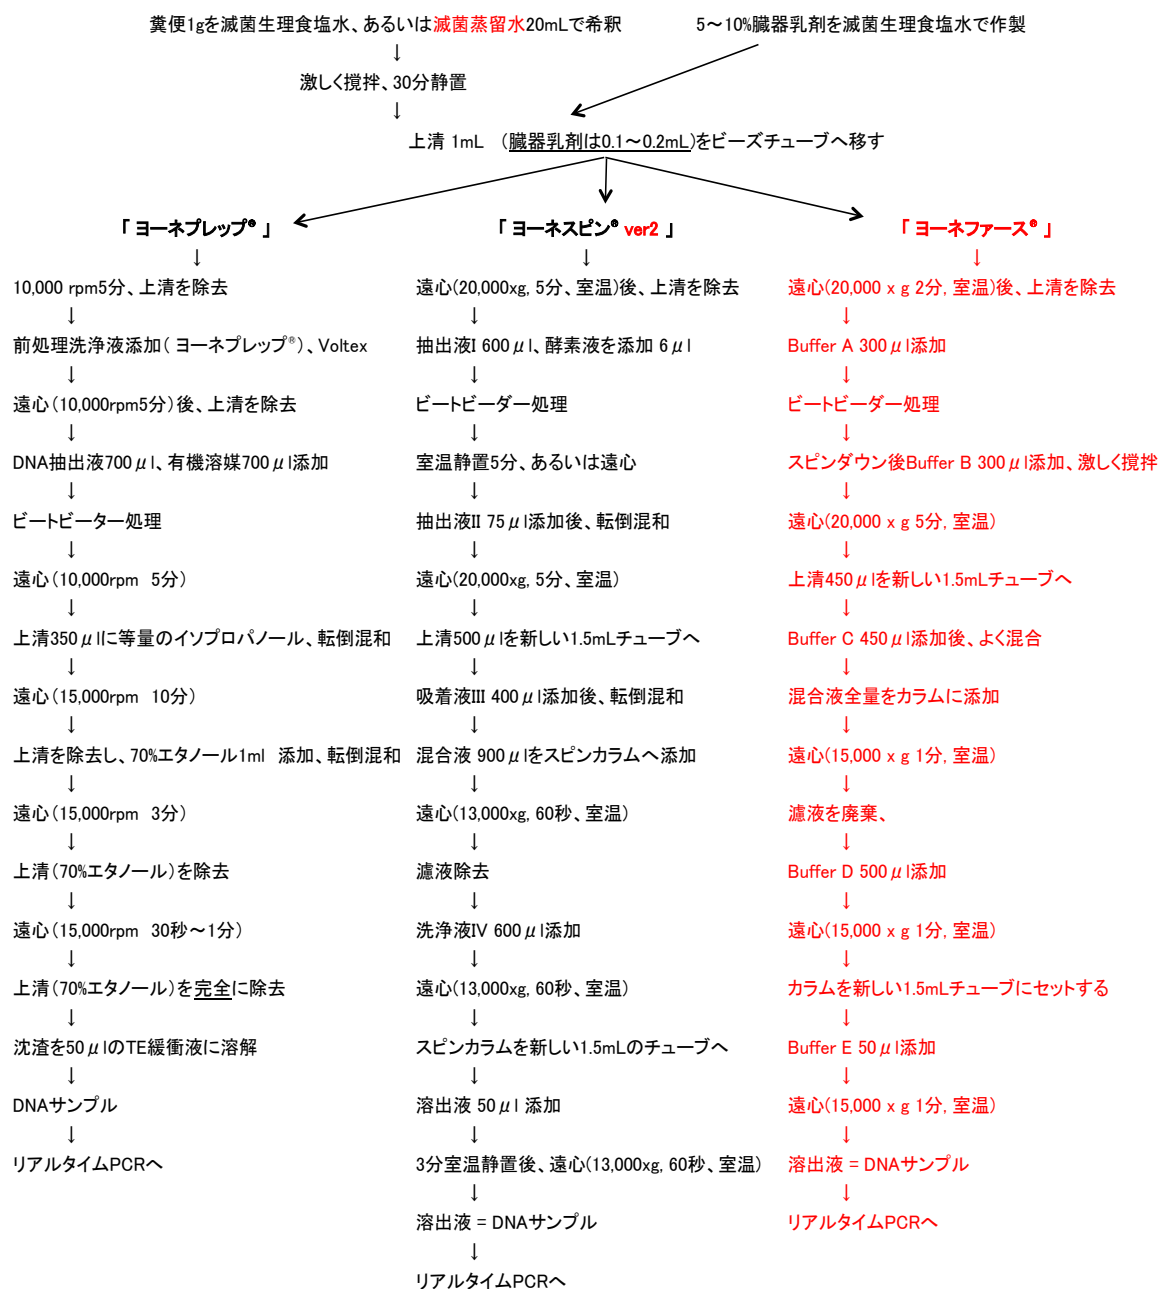 糞便1gを滅菌生理食塩水、あるいは滅菌蒸留水20mLで希釈
5～10%臓器乳剤を滅菌生理食塩水で作製
↓
激しく撹拌、30分静置
↓
上清 1mL （臓器乳剤は0.1～0.2mL)をビーズチューブへ移す
「 ヨーネプレップ® 」
↓
10,000 rpm5分、上清を除去
↓
前処理洗浄液添加( ヨーネプレップ®)、Voltex
↓
遠心（10,000rpm5分）後、上清を除去
↓
DNA抽出液700μl、有機溶媒700μl添加
↓
ビートビーター処理
↓
遠心（10,000rpm 5分）
↓
上清350μlに等量のイソプロパノール、転倒混和
↓
遠心（15,000rpm 10分）
↓
上清を除去し、70%エタノール1ml 添加、転倒混和
↓
遠心（15,000rpm 3分）
↓
上清（70%エタノール）を除去
↓
遠心（15,000rpm 30秒～1分）
↓
上清（70%エタノール）を完全に除去
↓
沈渣を50μlのTE緩衝液に溶解
↓
DNAサンプル
↓
リアルタイムPCRへ
「 ヨーネスピン® ver2 」
↓
遠心(20,000xg, 5分、室温)後、上清を除去
↓
抽出液I 600μl、酵素液を添加 6μl
↓
ビートビーダー処理
↓
室温静置5分、あるいは遠心
↓
抽出液II 75μl添加後、転倒混和
↓
遠心(20,000xg, 5分、室温)
↓
上清500μlを新しい1.5mLチューブへ
↓
吸着液III 400μl添加後、転倒混和
↓
混合液 900μlをスピンカラムへ添加
↓
遠心(13,000xg, 60秒、室温)
↓
濾液除去
↓
洗浄液IV 600μl添加
↓
遠心(13,000xg, 60秒、室温)
↓
スピンカラムを新しい1.5mLのチューブへ
↓
溶出液 50μl 添加
↓
3分室温静置後、遠心(13,000xg, 60秒、室温)
↓
溶出液 = DNAサンプル
↓
リアルタイムPCRへ
「 ヨーネファース® 」
↓
遠心(20,000 x g 2分, 室温)後、上清を除去
↓
Buffer A 300μl添加
↓
ビートビーダー処理
↓
スピンダウン後Buffer B 300μl添加、激しく撹拌
↓
遠心(20,000 x g 5分, 室温)
↓
上清450μlを新しい1.5mLチューブへ
↓
Buffer C 450μl添加後、よく混合
↓
混合液全量をカラムに添加
↓
遠心(15,000 x g 1分, 室温)
↓
濾液を廃棄、
↓
Buffer D 500μl添加
↓
遠心(15,000 x g 1分, 室温)
↓
カラムを新しい1.5mLチューブにセットする
↓
Buffer E 50μl添加
↓
遠心(15,000 x g 1分, 室温)
↓
溶出液 = DNAサンプル
↓
リアルタイムPCRへ